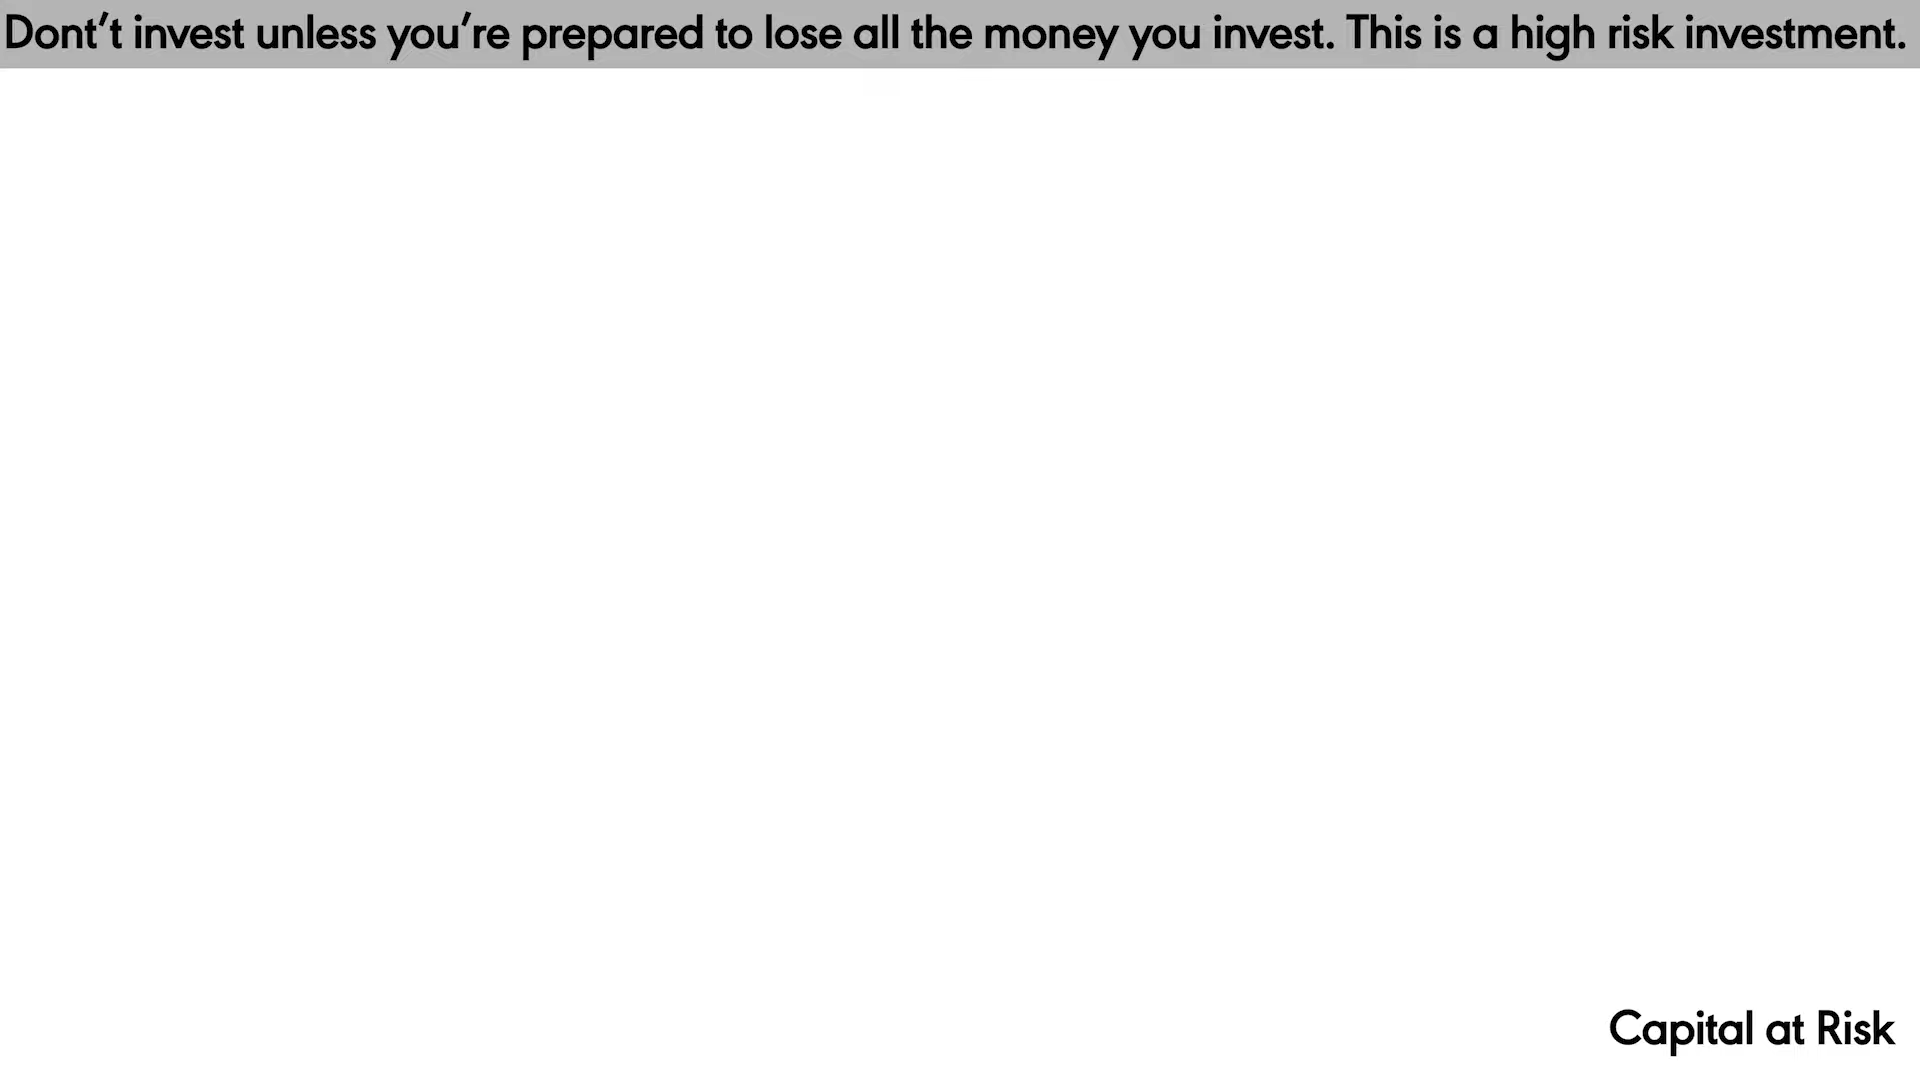 Dont’t invest unless you’re prepared to lose all the money you invest. This is a high risk investment.
Capital at Risk